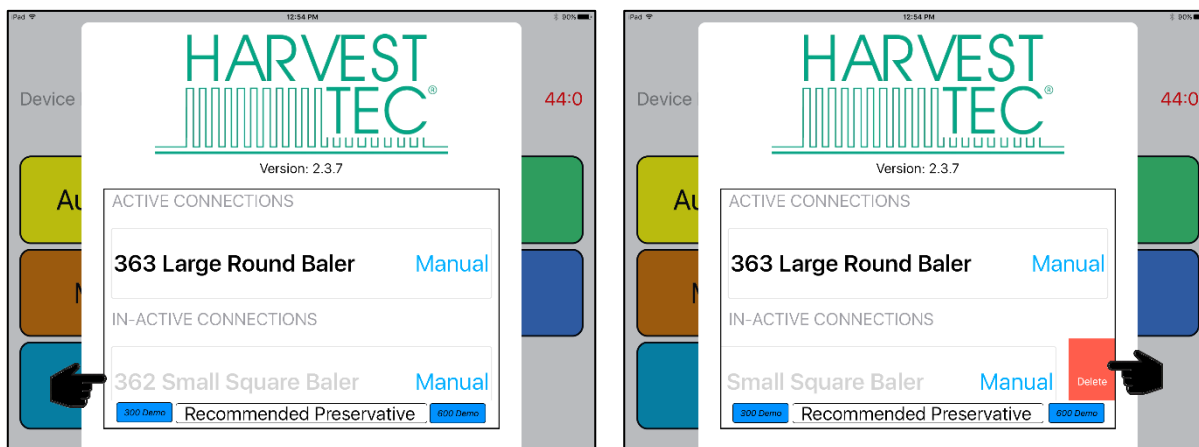 iPad 12:54 PM 90%
HARVEST
TEC®
Version: 2.3.7
Device
44:0
ACTIVE CONNECTIONS
363 Large Round Baler Manual
IN-ACTIVE CONNECTIONS
362 Small Square Baler Manual
300 Demo Recommended Preservative 600 Demo
iPad 12:54 PM 90%
HARVEST
TEC®
Version: 2.3.7
Device
44:0
ACTIVE CONNECTIONS
363 Large Round Baler Manual
IN-ACTIVE CONNECTIONS
Small Square Baler Manual Delete
300 Demo Recommended Preservative 600 Demo